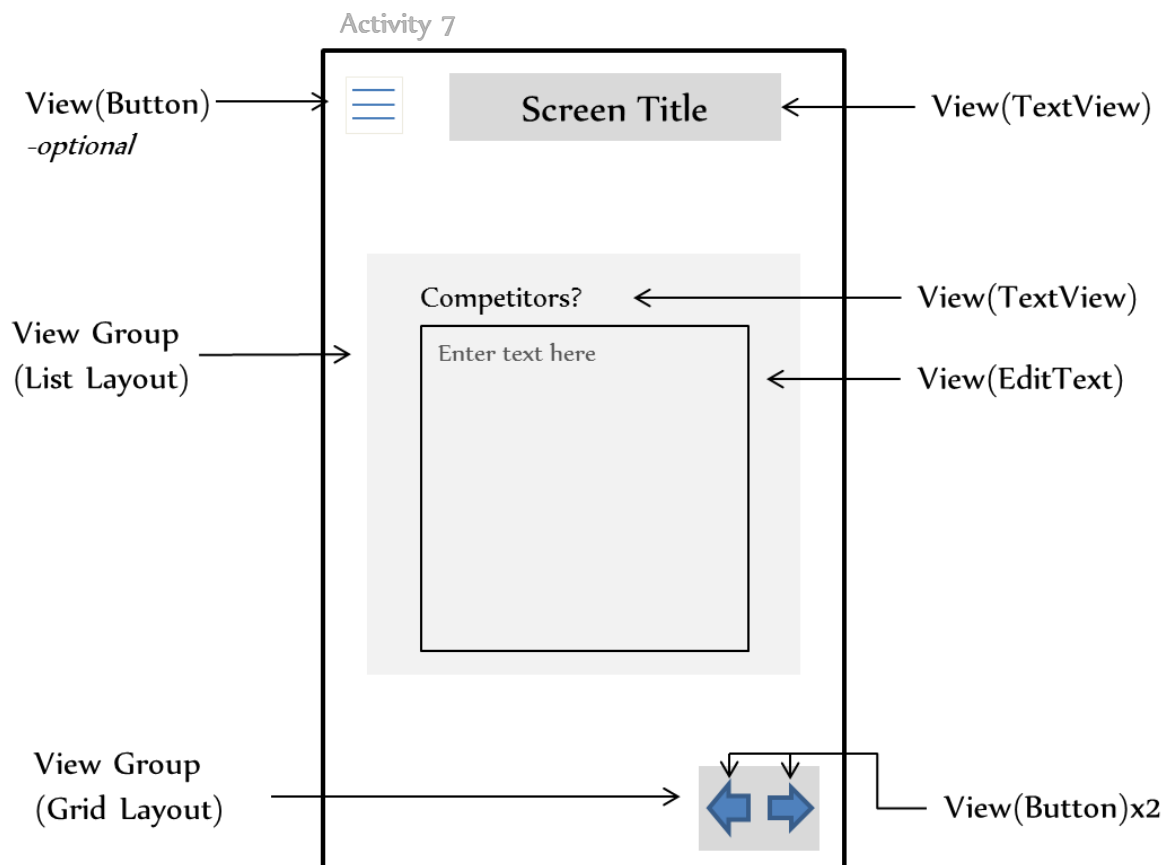 Activity 7
View(Button)
-optional
Screen Title
View(TextView)
Competitors?
View(TextView)
View Group
(List Layout)
Enter text here
View(EditText)
View Group
(Grid Layout)
View(Button)x2